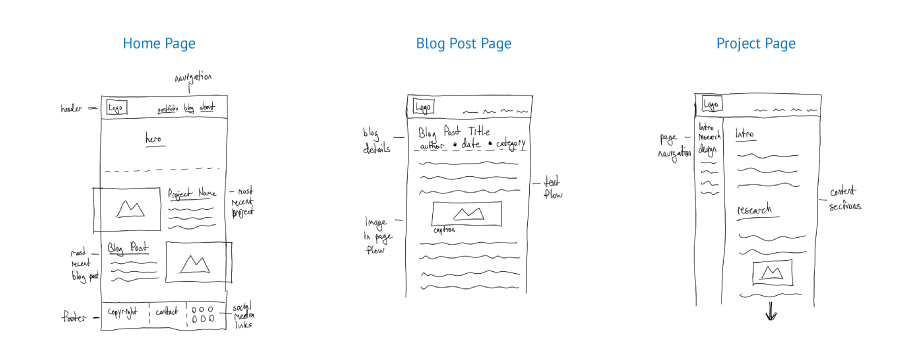 Home Page
navigation
header
Logo
portfolio blog about
hero
Project Name
most
recent
project
Blog Post
most
recent
blog post
footer
copyright
contact
social
media
links
Blog Post Page
Logo
blog
details
Blog Post Title
author • date • category
text
flow
Image
in page
flow
caption
Project Page
Logo
page
navigation
Intro
research
design
Intro
content
sections
research